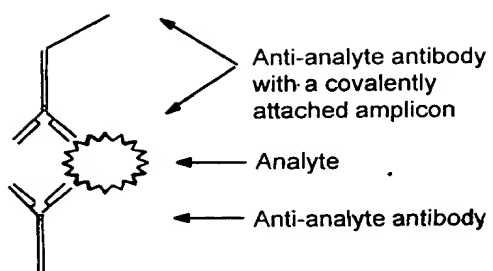 Anti-analyte antibody
with a covalently
attached amplicon
Analyte
Anti-analyte antibody